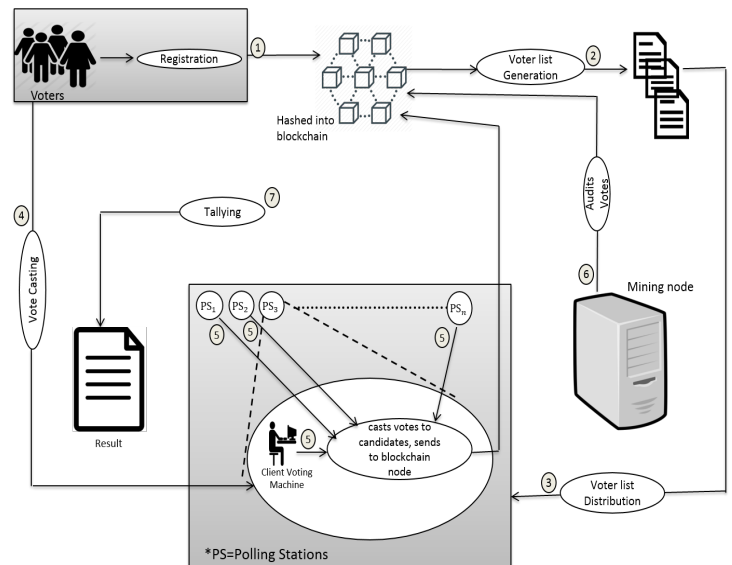 Voters
Registration
1
Hashed into
blockchain
Voter list
Generation
2
Audits
Votes
6
Mining node
Voter list
Distribution
3
4
Vote Casting
Tallying
7
Result
PS₁
PS₂
PS₃
PSₙ
5
5
5
5
Client Voting
Machine
casts votes to
candidates, sends
to blockchain
node
*PS=Polling Stations